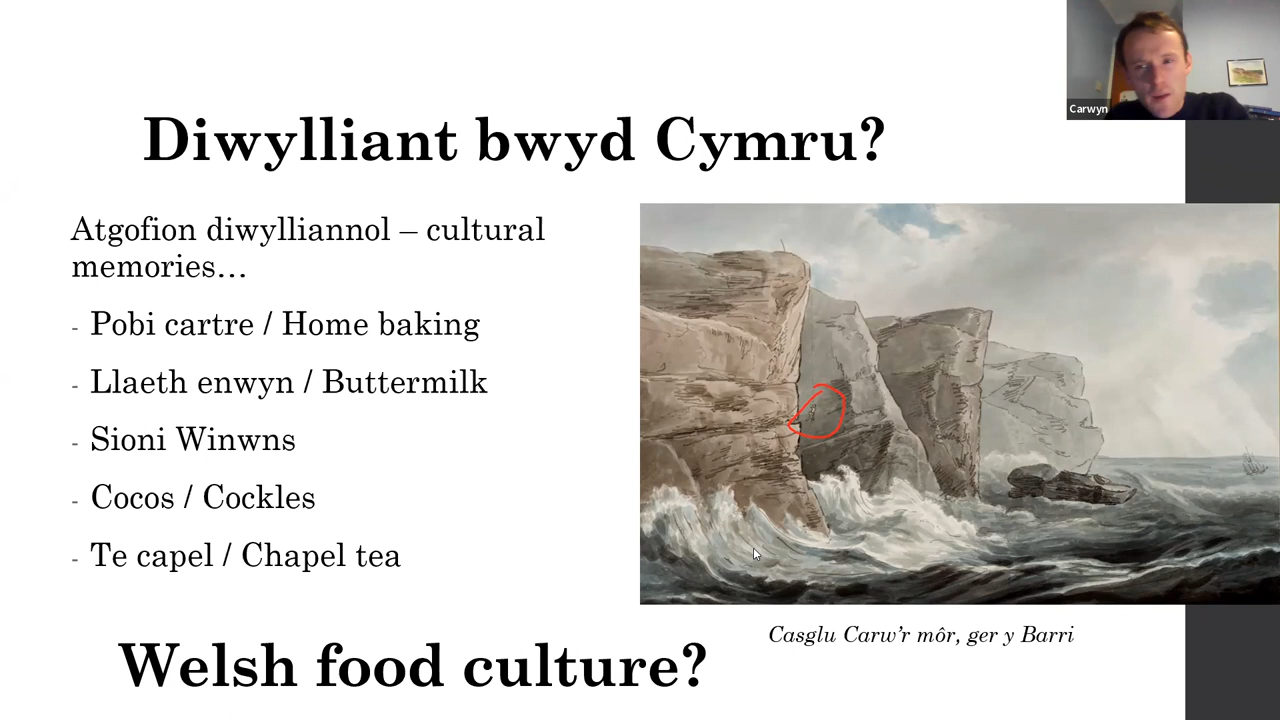 Carwyn
Diwylliant bwyd Cymru?
Atgofion diwylliannol – cultural
memories…
- Pobi cartre / Home baking
- Llaeth enwyn / Buttermilk
- Sioni Winwns
- Cocos / Cockles
- Te capel / Chapel tea
Casglu Carw’r môr, ger y Barri
Welsh food culture?